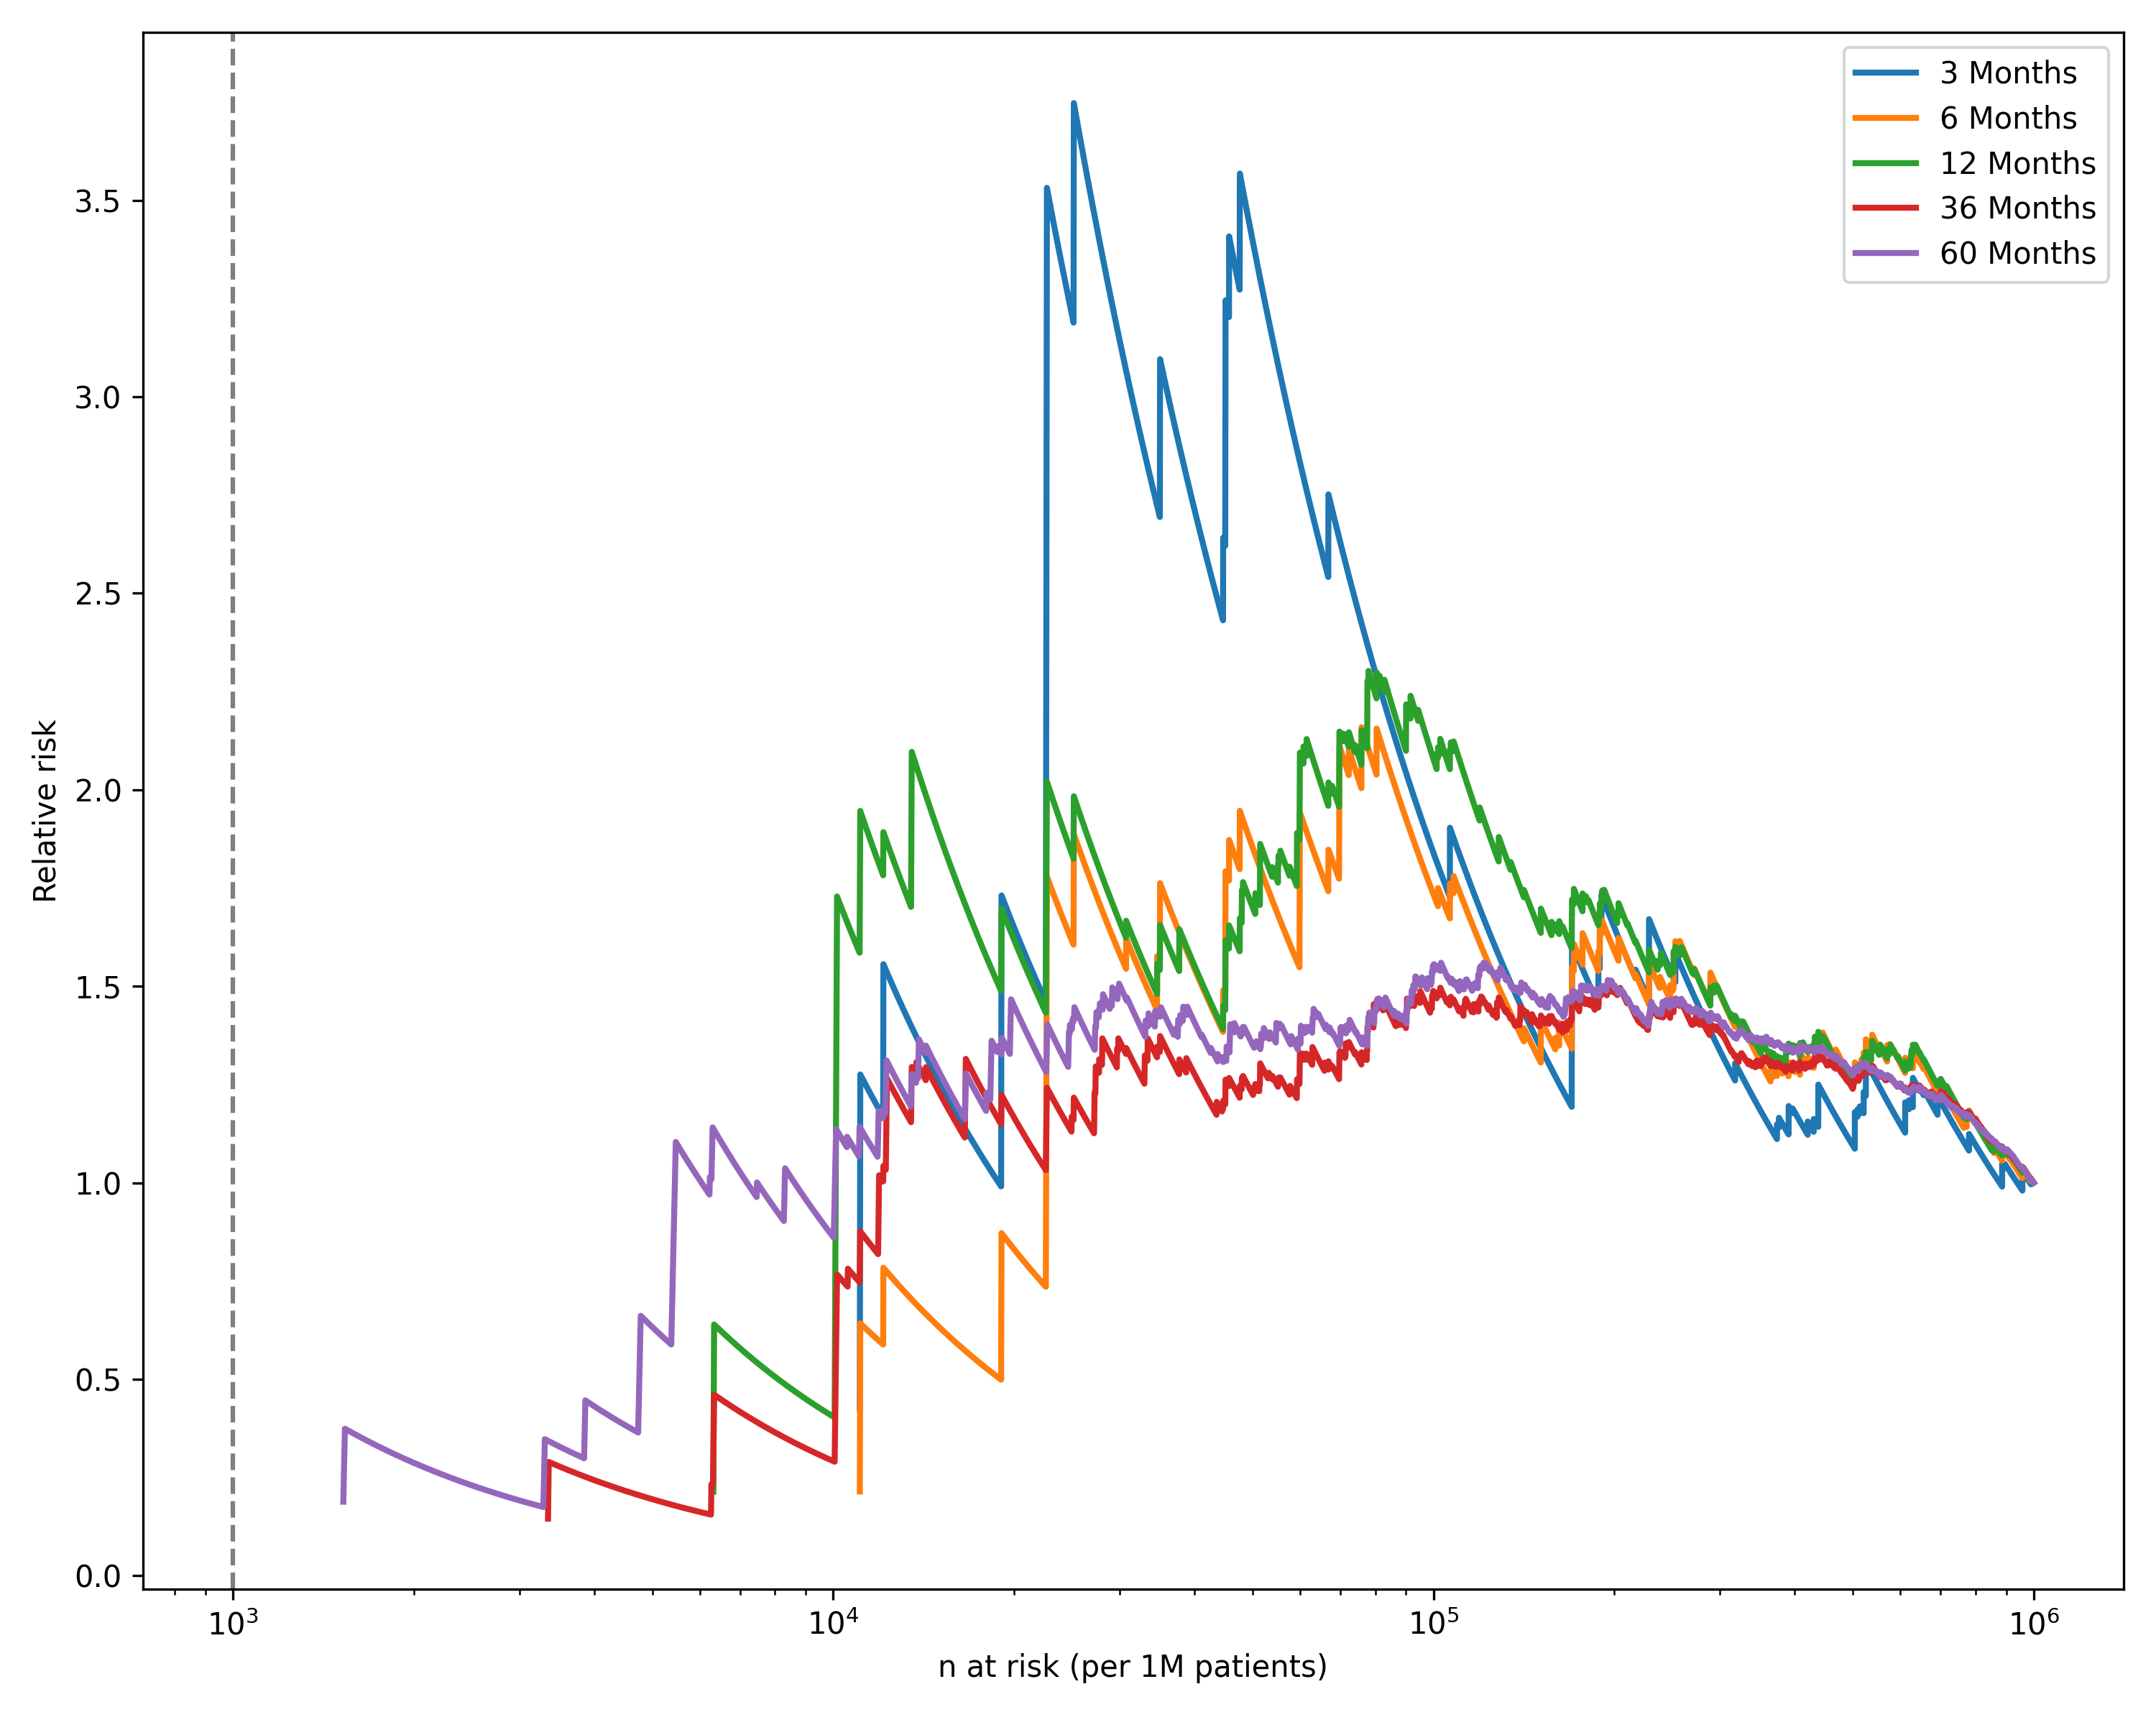 3 Months
6 Months
12 Months
36 Months
60 Months
Relative risk
3.5
3.0
2.5
2.0
1.5
1.0
0.5
0.0
10³
10⁴
10⁵
10⁶
n at risk (per 1M patients)